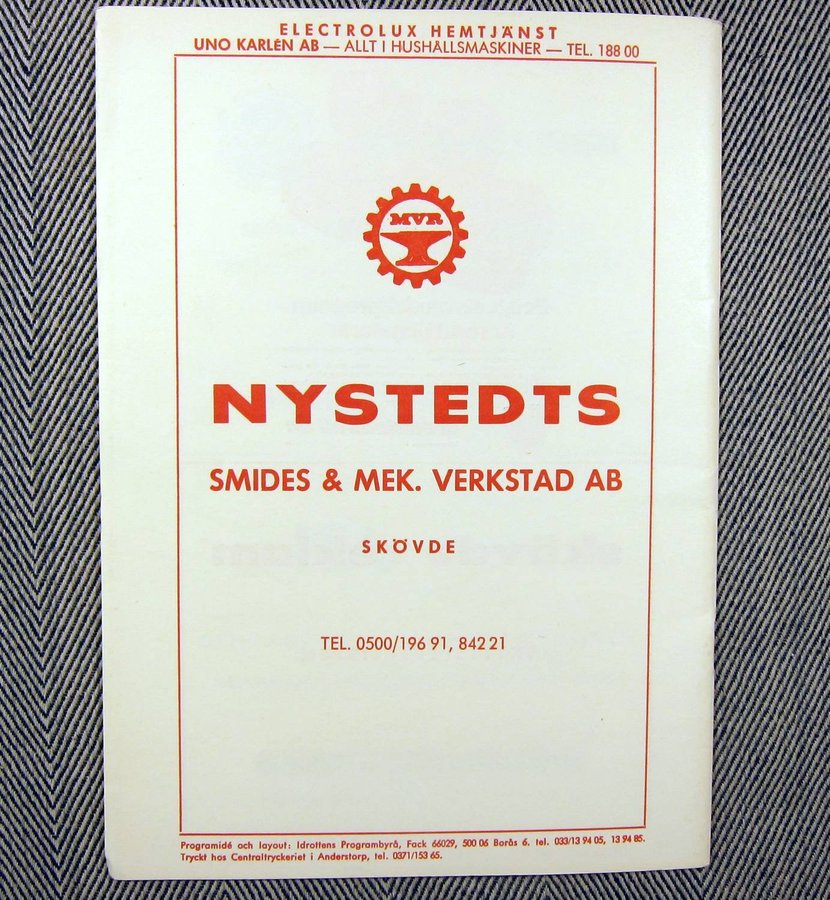 ELECTROLUX HEMTJÄNST
UNO KARLÉN AB — ALLT I HUSHÅLLSMASKINER — TEL. 188 00
MVR
NYSTEDTS
SMIDES & MEK. VERKSTAD AB
SKÖVDE
TEL. 0500/196 91, 842 21
Programidé och layout: Idrottens Programbyrå, Fack 66029, 500 06 Borås 6. tel. 033/13 94 05, 13 94 85.
Tryckt hos Centraltryckeriet i Anderstorp, tel. 0371/153 65.